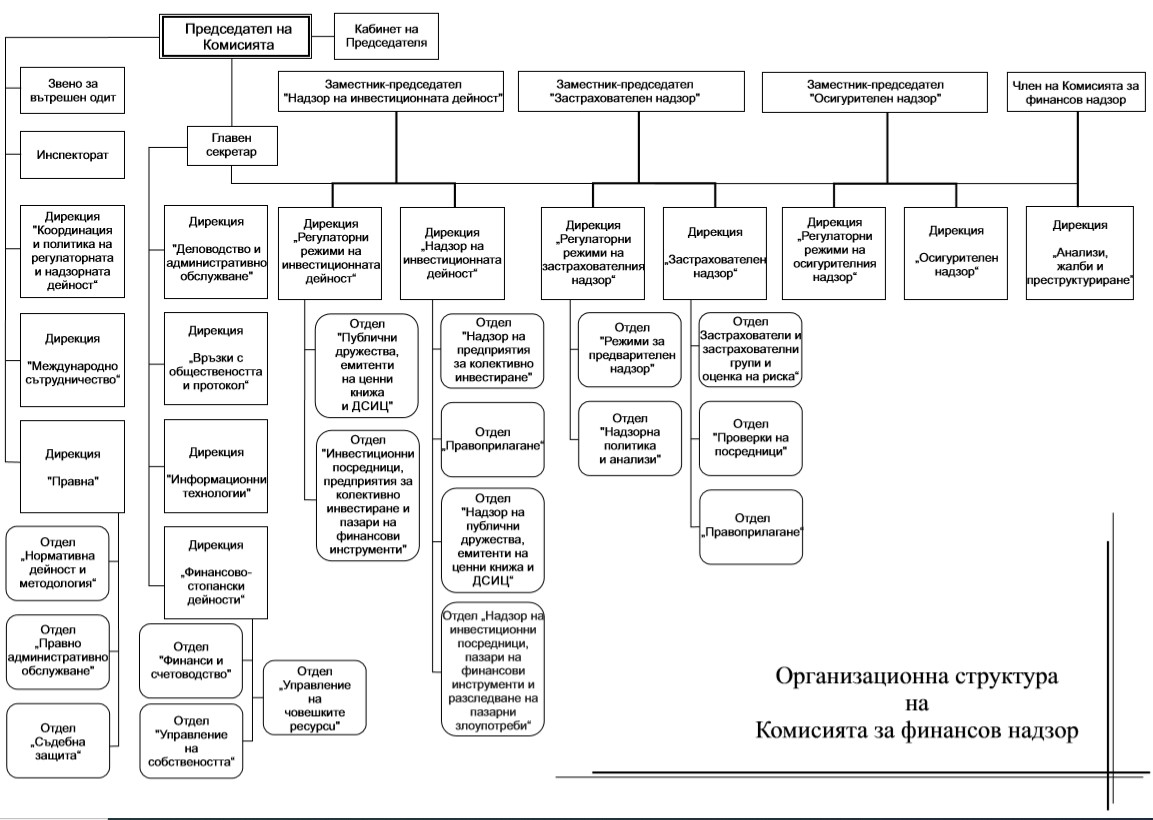 Председател на
Комисията
Кабинет на
Председателя
Звено за
вътрешен одит
Заместник-председател
"Надзор на инвестиционната дейност"
Заместник-председател
"Застрахователен надзор"
Заместник-председател
"Осигурителен надзор"
Член на Комисията за
финансов надзор
Инспекторат
Главен
секретар
Дирекция
"Координация
и политика на
регулаторната
и надзорната
дейност“
Дирекция
"Деловодство и
административно
обслужване"
Дирекция
„Регулаторни
режими на
инвестиционната
дейност“
Дирекция
„Надзор на
инвестиционната
дейност“
Дирекция
„Регулаторни
режими на
застрахователния
надзор“
Дирекция
„Застрахователен
надзор“
Дирекция
„Регулаторни
режими на
осигурителния
надзор“
Дирекция
„Осигурителен
надзор“
Дирекция
„Анализи,
жалби и
преструктуриране“
Дирекция
"Международно
сътрудничество“
Дирекция
„Връзки с
обществеността
и протокол“
Отдел
"Публични
дружества,
емитенти
на ценни
книжа
и ДСИЦ"
Отдел
"Надзор на
предприятия
за колективно
инвестиране"
Отдел
"Режими за
предварителен
надзор"
Отдел
Застрахователи и
застрахователни
групи и
оценка на риска“
Дирекция
"Правна"
Дирекция
"Информационни
технологии"
Отдел
"Инвестиционни
посредници,
предприятия за
колективно
инвестиране и
пазари на
финансови
инструменти"
Отдел
„Правоприлагане“
Отдел
"Надзорна
политика
и анализи"
Отдел
"Проверки на
посредници"
Отдел
"Надзор на
публични
дружества,
емитенти на
ценни книжа и
ДСИЦ"
Отдел
„Правоприлагане“
Отдел
„Нормативна
дейност и
методология“
Дирекция
„Финансово-
стопански
дейности“
Отдел
„Правно
административно
обслужване"
Отдел
"Финанси и
счетоводство"
Отдел
„Управление
на
човешките
ресурси"
Отдел „Надзор на
инвестиционни
посредници,
пазари на
финансови
инструменти и
разследване на
пазарни
злоупотреби“
Отдел
„Съдебна
защита“
Отдел
"Управление
на
собствеността“
Организационна структура
на
Комисията за финансов надзор